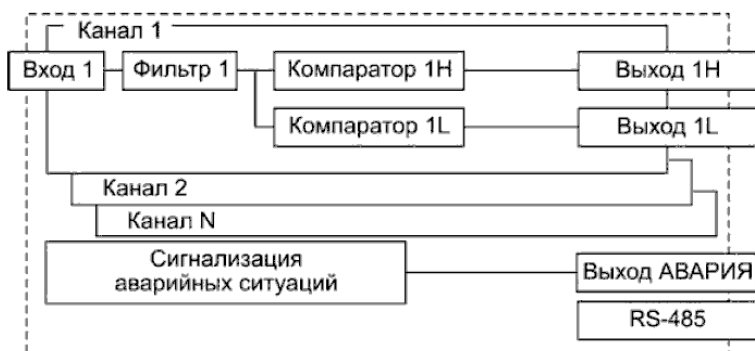 Канал 1
Вход 1
Фильтр 1
Компаратор 1H
Выход 1H
Компаратор 1L
Выход 1L
Канал 2
Канал N
Сигнализация
аварийных ситуаций
Выход АВАРИЯ
RS-485